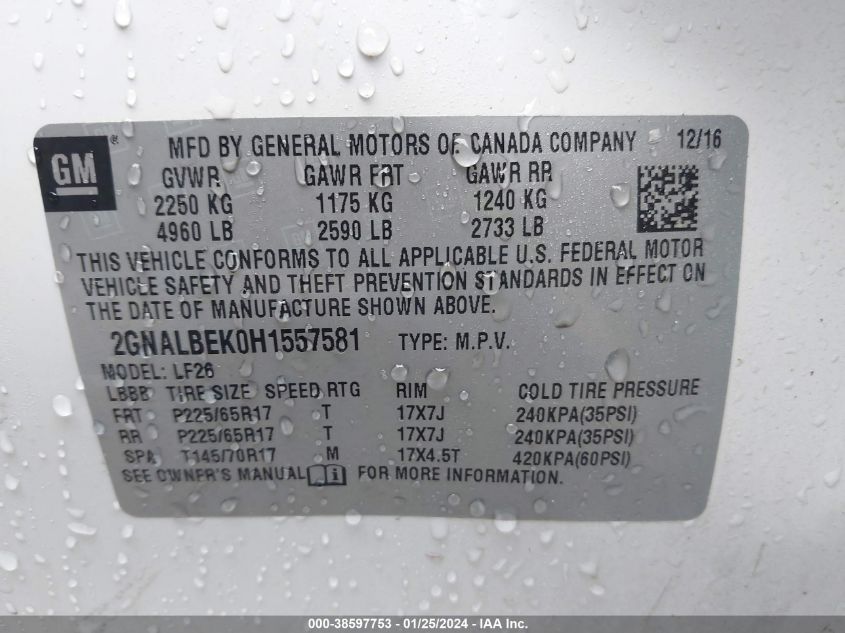 GM ® MFD BY GENERAL MOTORS OF CANADA COMPANY 12/16
GVWR GAWR FRT GAWR RR
2250 KG 1175 KG 1240 KG
4960 LB 2590 LB 2733 LB
THIS VEHICLE CONFORMS TO ALL APPLICABLE U.S. FEDERAL MOTOR
VEHICLE SAFETY AND THEFT PREVENTION STANDARDS IN EFFECT ON
THE DATE OF MANUFACTURE SHOWN ABOVE.
2GNALBEK0H1557581 TYPE: M.P.V.
MODEL: LF26
LBBB TIRE SIZE SPEED RTG RIM COLD TIRE PRESSURE
FRT P225/65R17 T 17X7J 240KPA(35PSI)
RR P225/65R17 T 17X7J 240KPA(35PSI)
SPA T145/70R17 M 17X4.5T 420KPA(60PSI)
SEE OWNER'S MANUAL FOR MORE INFORMATION.
000-38597753 - 01/25/2024 - IAA Inc.